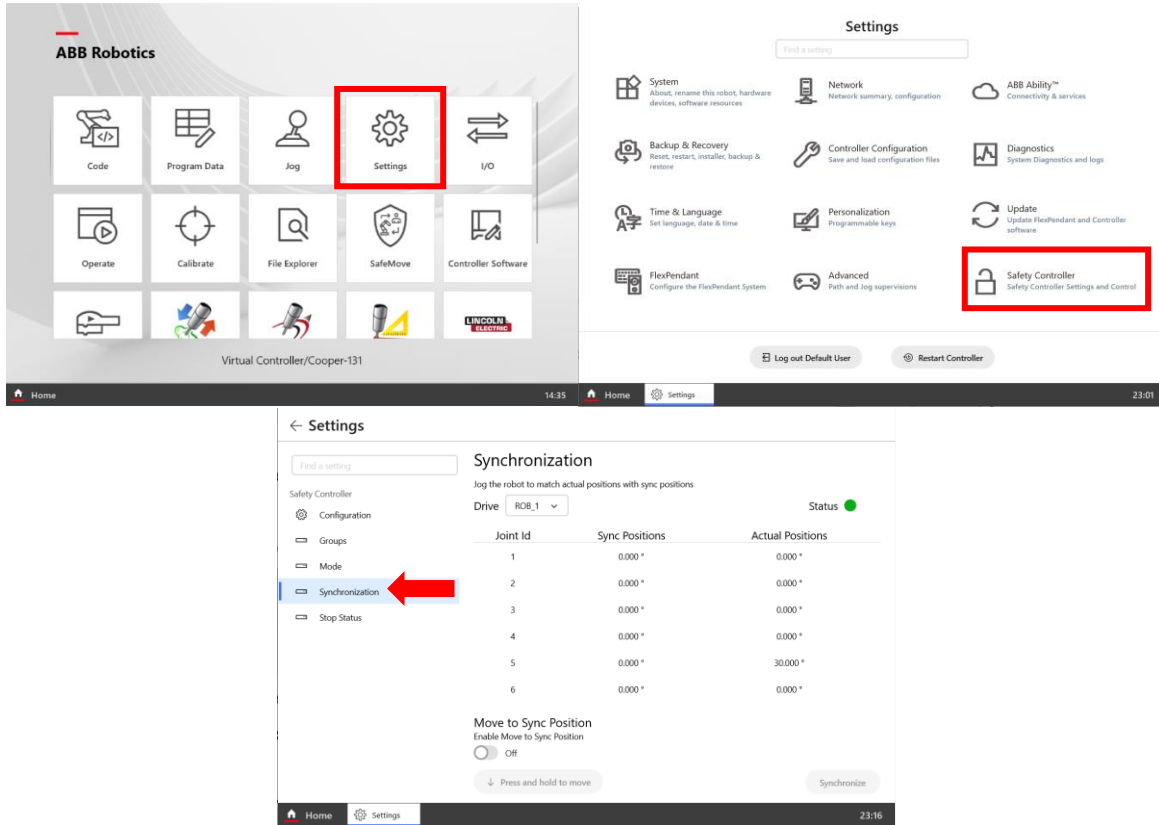 ABB Robotics
Code
Program Data
Jog
Settings
I/O
Operate
Calibrate
File Explorer
SafeMove
Controller Software
LINCOLN
ELECTRIC
Virtual Controller/Cooper-131
Home
14:35
Settings
Find a setting
System
About, rename this robot, hardware
devices, software resources
Network
Network summary, configuration
ABB Ability™
Connectivity & services
Backup & Recovery
Reset, restart, installer, backup &
restore
Controller Configuration
Save and load configuration files
Diagnostics
System Diagnostics and logs
Time & Language
Set language, date & time
Personalization
Programmable keys
Update
Update FlexPendant and Controller
software
FlexPendant
Configure the FlexPendant System
Advanced
Path and Jog supervisions
Safety Controller
Safety Controller Settings and Control
Log out Default User
Restart Controller
Home
Settings
23:01
← Settings
Find a setting
Safety Controller
Configuration
Groups
Mode
Synchronization
Stop Status
Synchronization
Jog the robot to match actual positions with sync positions
Drive ROB_1
Status
Joint Id Sync Positions Actual Positions
1 0.000 ° 0.000 °
2 0.000 ° 0.000 °
3 0.000 ° 0.000 °
4 0.000 ° 0.000 °
5 0.000 ° 30.000 °
6 0.000 ° 0.000 °
Move to Sync Position
Enable Move to Sync Position
Off
↓ Press and hold to move
Synchronize
Home
Settings
23:16